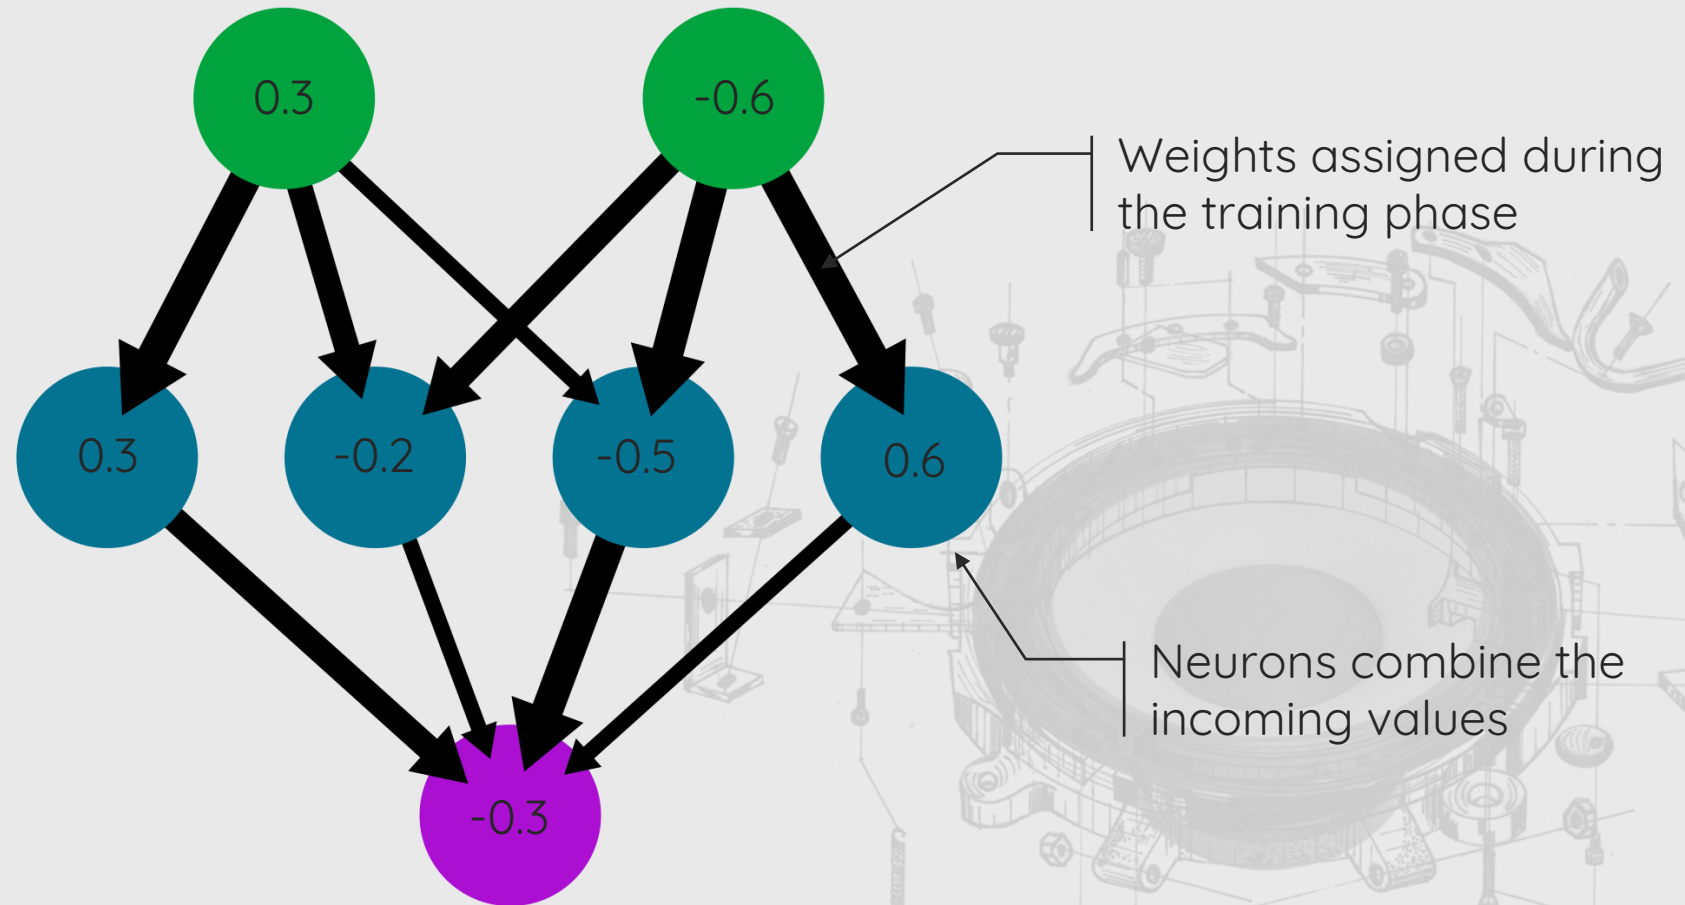 0.3
-0.6
Weights assigned during
the training phase
0.3
-0.2
-0.5
0.6
Neurons combine the
incoming values
-0.3